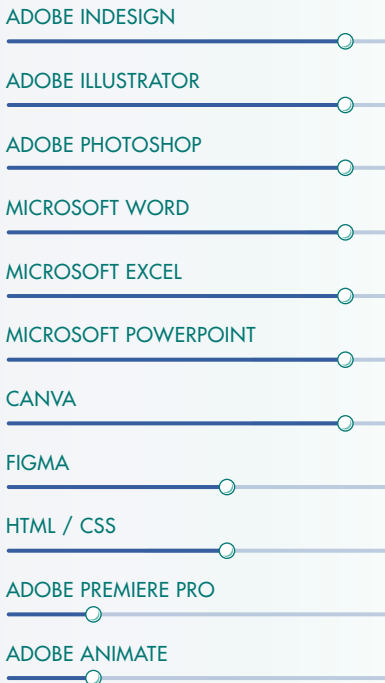 ADOBE INDESIGN
ADOBE ILLUSTRATOR
ADOBE PHOTOSHOP
MICROSOFT WORD
MICROSOFT EXCEL
MICROSOFT POWERPOINT
CANVA
FIGMA
HTML / CSS
ADOBE PREMIERE PRO
ADOBE ANIMATE